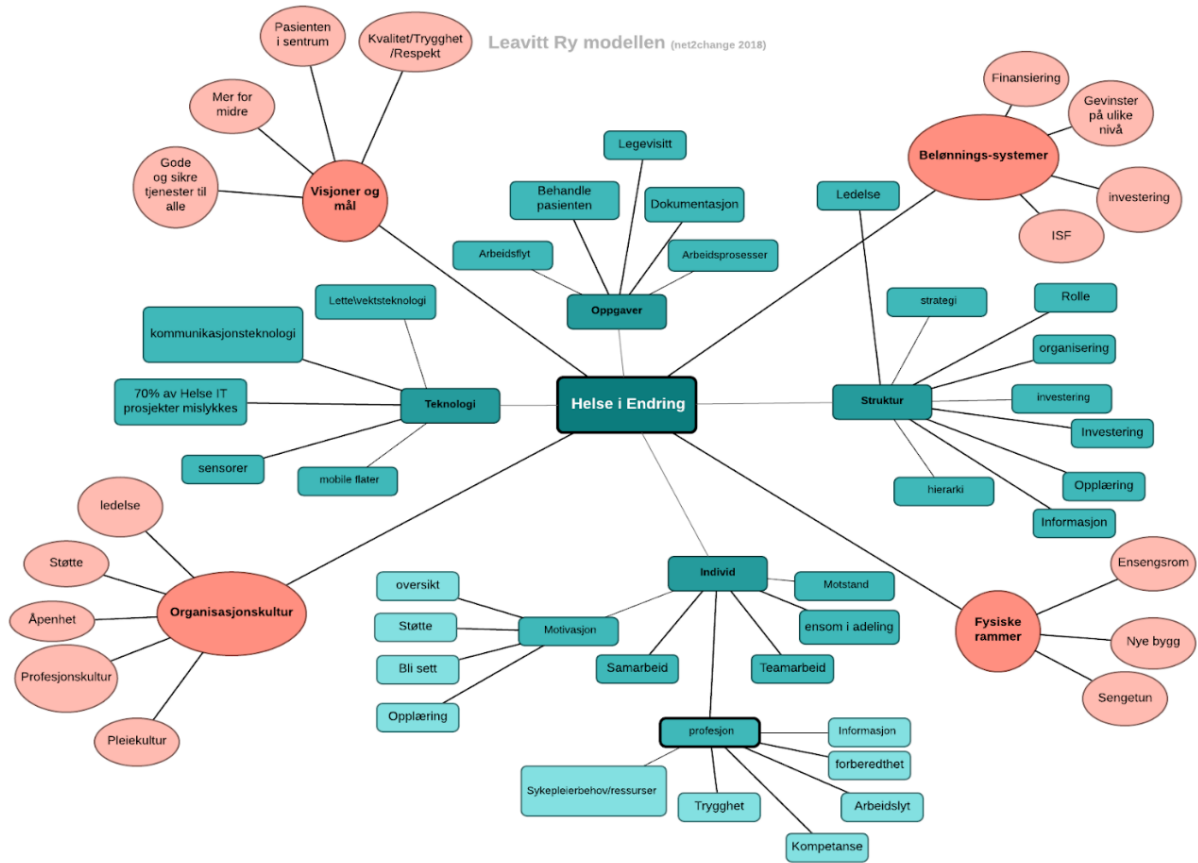 Leavitt Ry modellen (net2change 2018)
Pasienten
i sentrum
Kvalitet/Trygghet
/Respekt
Mer for
midre
Gode
og sikre
tjenester til
alle
Visjoner og
mål
Finansiering
Gevinster
på ulike
nivå
Belønnings-systemer
investering
ISF
Legevisitt
Behandle
pasienten
Dokumentasjon
Arbeidsflyt
Arbeidsprosesser
Oppgaver
Ledelse
strategi
Rolle
organisering
investering
Investering
Opplæring
Informasjon
hierarki
Struktur
Lette\vektsteknologi
kommunikasjonsteknologi
70% av Helse IT
prosjekter mislykkes
Teknologi
sensorer
mobile flater
Helse i Endring
ledelse
Støtte
Åpenhet
Profesjonskultur
Pleiekultur
Organisasjonskultur
Individ
Motstand
ensom i adeling
Teamarbeid
Samarbeid
Motivasjon
oversikt
Støtte
Bli sett
Opplæring
profesjon
Informasjon
forberedthet
Arbeidslyt
Kompetanse
Trygghet
Sykepleierbehov/ressurser
Fysiske
rammer
Ensengsrom
Nye bygg
Sengetun